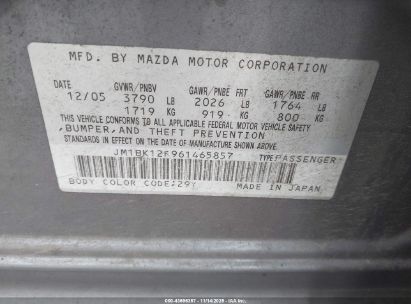 MFD. BY MAZDA MOTOR CORPORATION
DATE GVWR/PNBV GAWR/PNBE FRT GAWR/PNBE RR
12/05 3790 LB 2026 LB 1764 LB
1719 KG 919 KG 800 KG
THIS VEHICLE CONFORMS TO ALL APPLICABLE FEDERAL MOTOR VEHICLE SAFETY
, BUMPER, AND THEFT PREVENTION
STANDARDS IN EFFECT ON THE DATE OF MANUFACTURE SHOWN ABOVE.
JM1BK12F961465857 TYPE:PASSENGER
BODY COLOR CODE:29Y MADE IN JAPAN